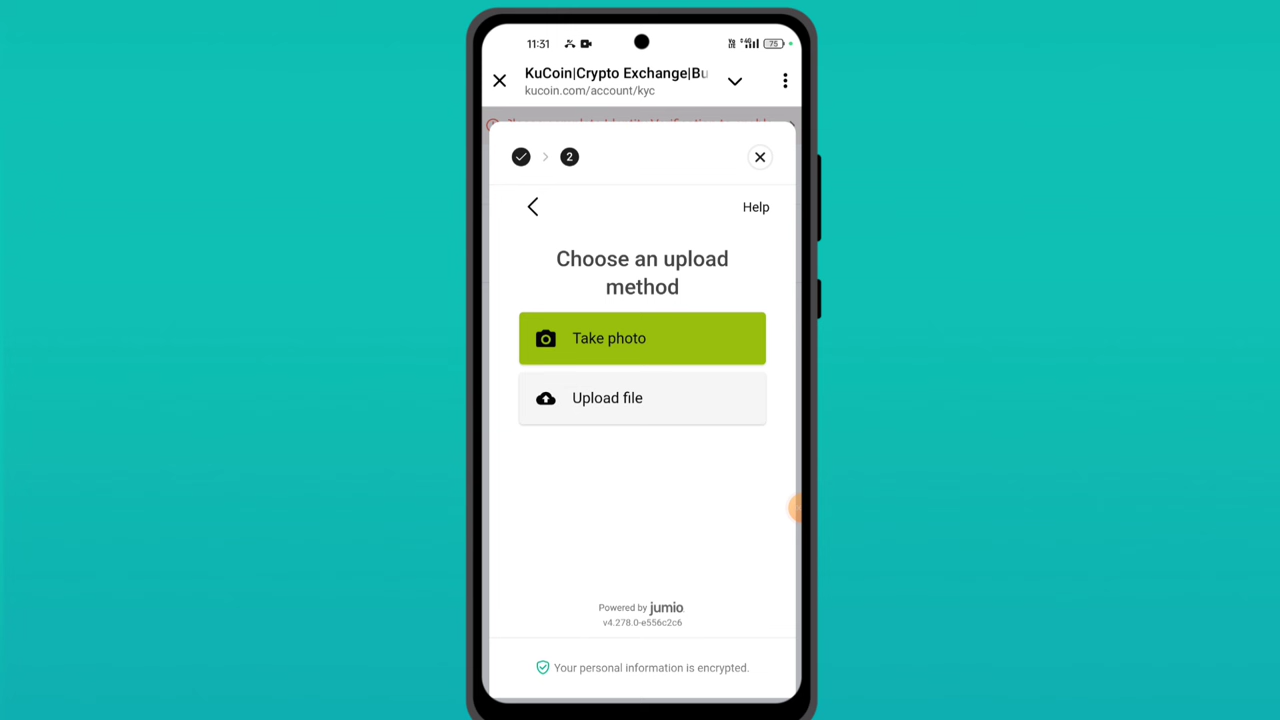 11:31
75
KuCoin|Crypto Exchange|Bu
kucoin.com/account/kyc
2
Help
Choose an upload
method
Take photo
Upload file
Powered by jumio.
v4.278.0-e556c2c6
Your personal information is encrypted.